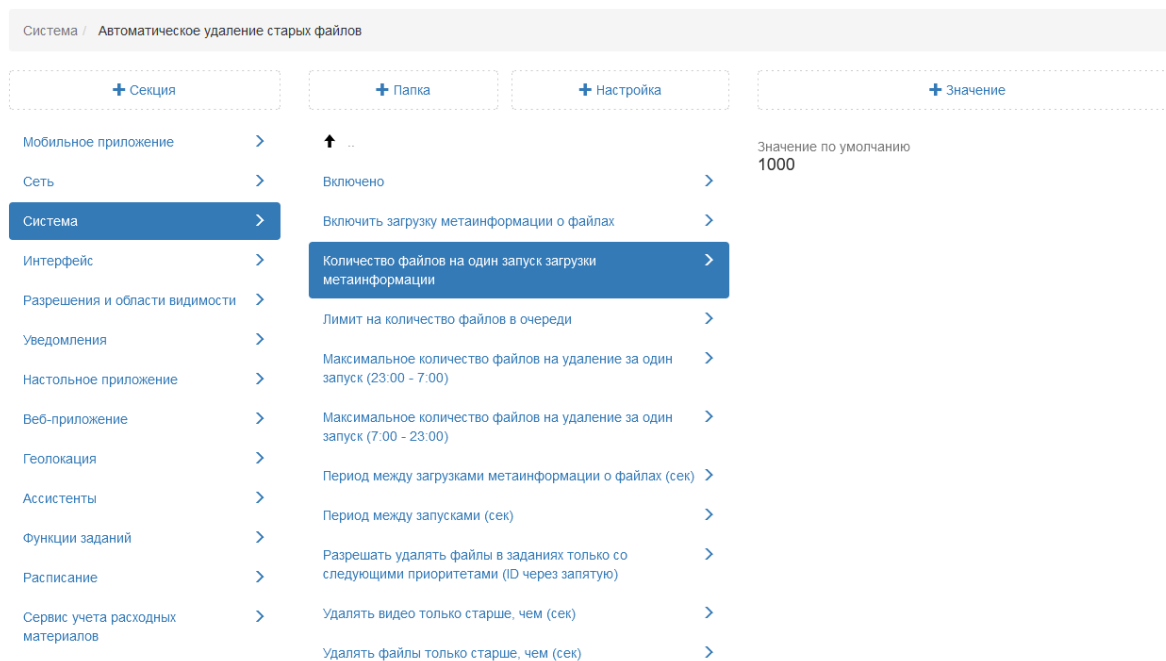 Система / Автоматическое удаление старых файлов
+ Секция
+ Папка
+ Настройка
+ Значение
Мобильное приложение
Сеть
Система
Интерфейс
Разрешения и области видимости
Уведомления
Настольное приложение
Веб-приложение
Геолокация
Ассистенты
Функции заданий
Расписание
Сервис учета расходных
материалов
..
Включено
Включить загрузку метаинформации о файлах
Количество файлов на один запуск загрузки
метаинформации
Лимит на количество файлов в очереди
Максимальное количество файлов на удаление за один
запуск (23:00 - 7:00)
Максимальное количество файлов на удаление за один
запуск (7:00 - 23:00)
Период между загрузками метаинформации о файлах (сек)
Период между запусками (сек)
Разрешать удалять файлы в заданиях только со
следующими приоритетами (ID через запятую)
Удалять видео только старше, чем (сек)
Удалять файлы только старше, чем (сек)
Значение по умолчанию
1000